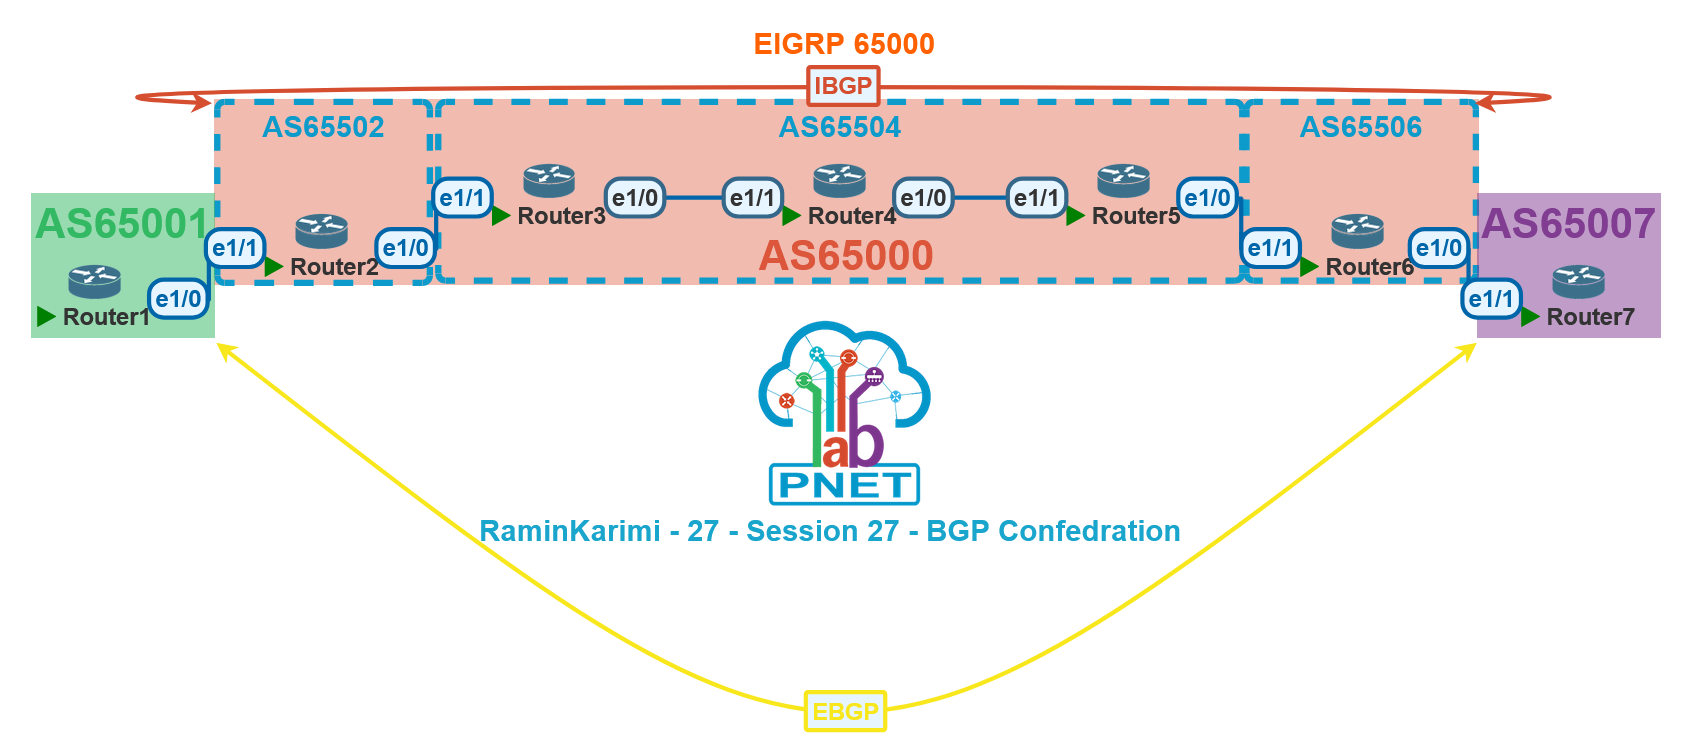 EIGRP 65000
IBGP
AS65502
AS65504
AS65506
AS65001
AS65000
AS65007
Router1
e1/0
e1/1
Router2
e1/0
e1/1
Router3
e1/0
e1/1
Router4
e1/0
e1/1
Router5
e1/0
e1/1
Router6
e1/0
e1/1
Router7
lab
PNET
RaminKarimi - 27 - Session 27 - BGP Confedration
EBGP